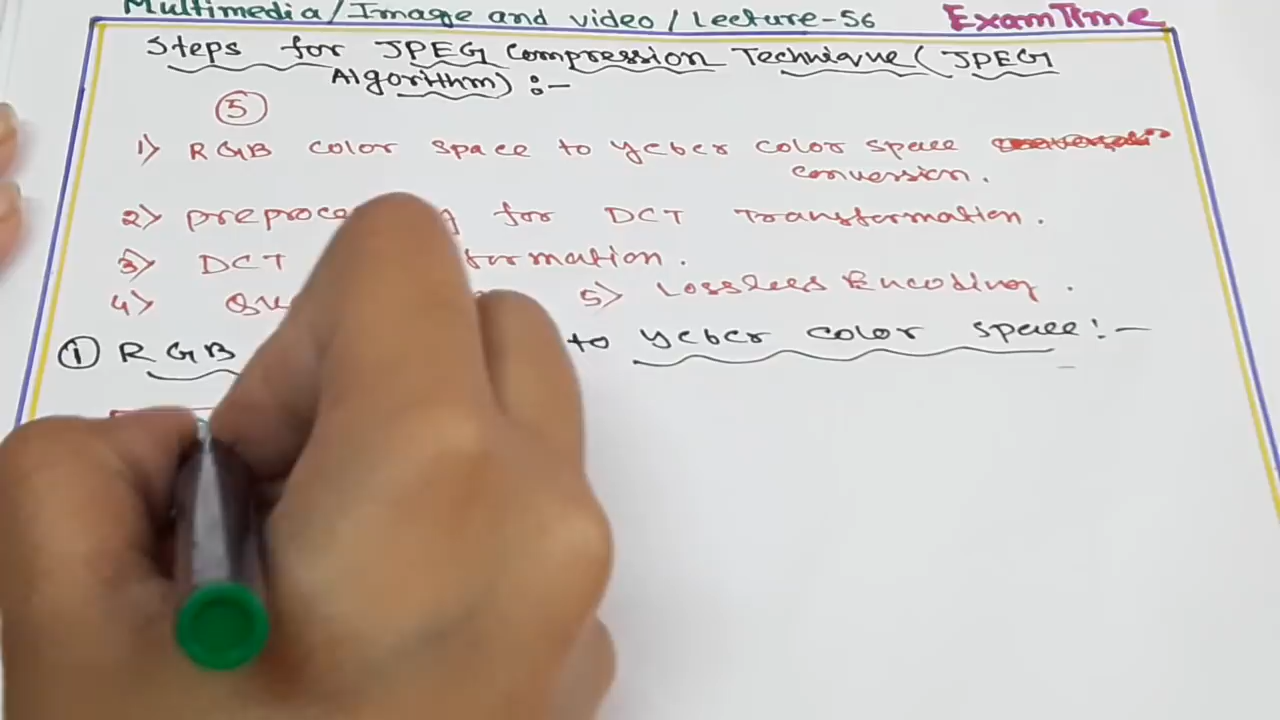 Multimedia/Image and video/Lecture-56 ExamTime
Steps for JPEG Compression Technique (JPEG
Algorithm) :-
5
1) RGB color space to ycbcr color space
conversion.
2) for DCT Transformation.
3) DCT
4) 5) Lossless Encoding.
① RGB to ycbcr color space:-